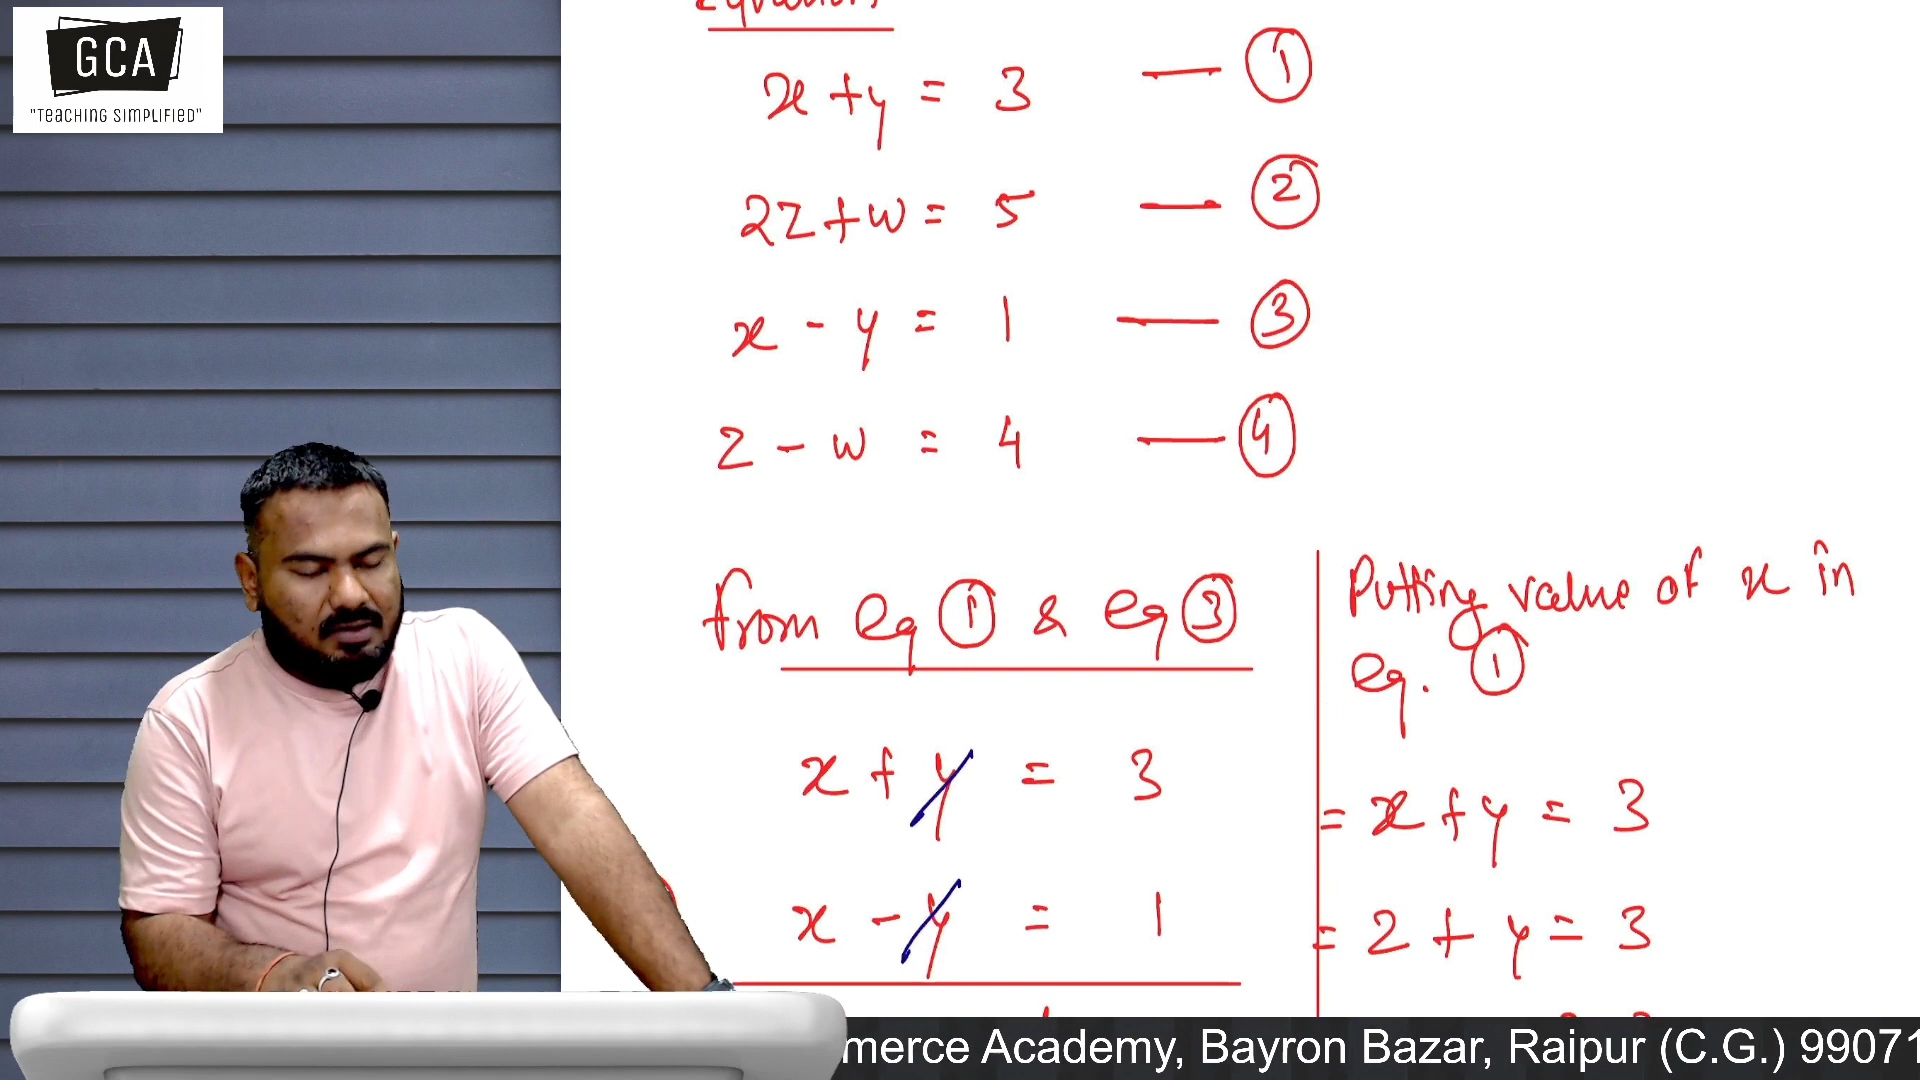 GCA
"TEACHING SIMPLIFIED"
Equation
x + y = 3 — 1
2z + w = 5 — 2
x - y = 1 — 3
z - w = 4 — 4
from eq 1 & eq 3
x + y = 3
x - y = 1
Putting value of x in
eq. 1
= x + y = 3
= 2 + y = 3
merce Academy, Bayron Bazar, Raipur (C.G.) 99071